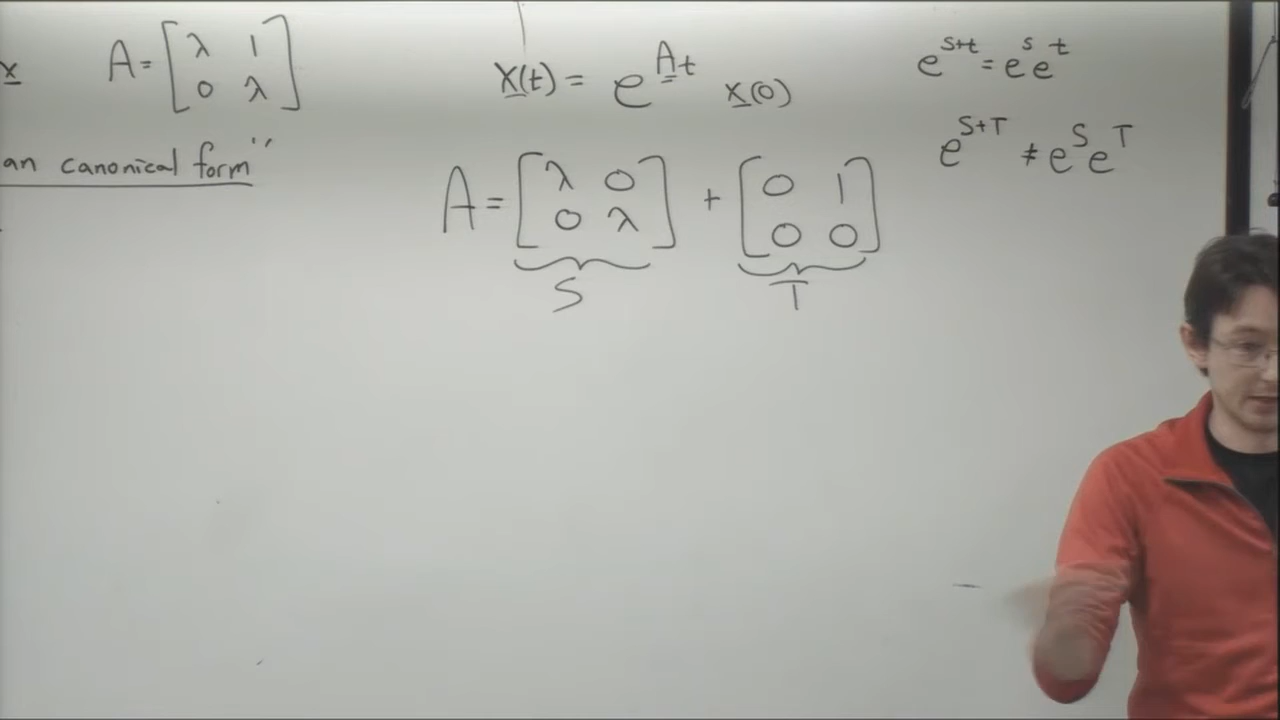 x A = [ λ 1
0 λ ]
an canonical form"
x(t) = e^{At} x(0)
A = [ λ 0
0 λ ] + [ 0 1
0 0 ]
S T
e^{s+t} = e^s e^t
e^{S+T} ≠ e^S e^T